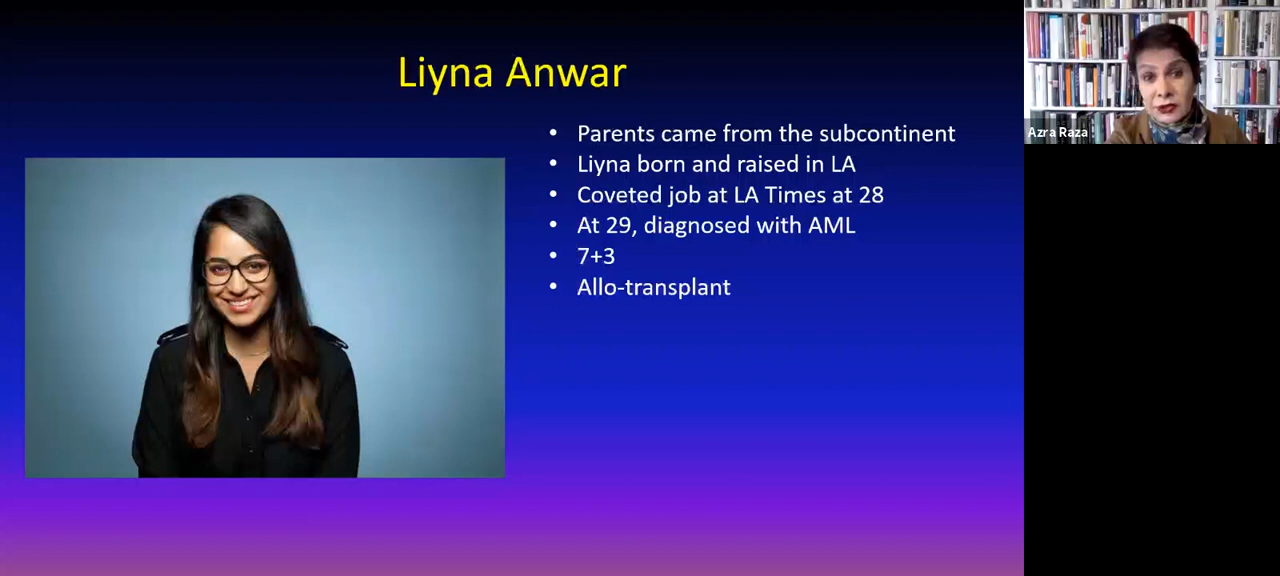 Liyna Anwar
• Parents came from the subcontinent
• Liyna born and raised in LA
• Coveted job at LA Times at 28
• At 29, diagnosed with AML
• 7+3
• Allo-transplant
Azra Raza